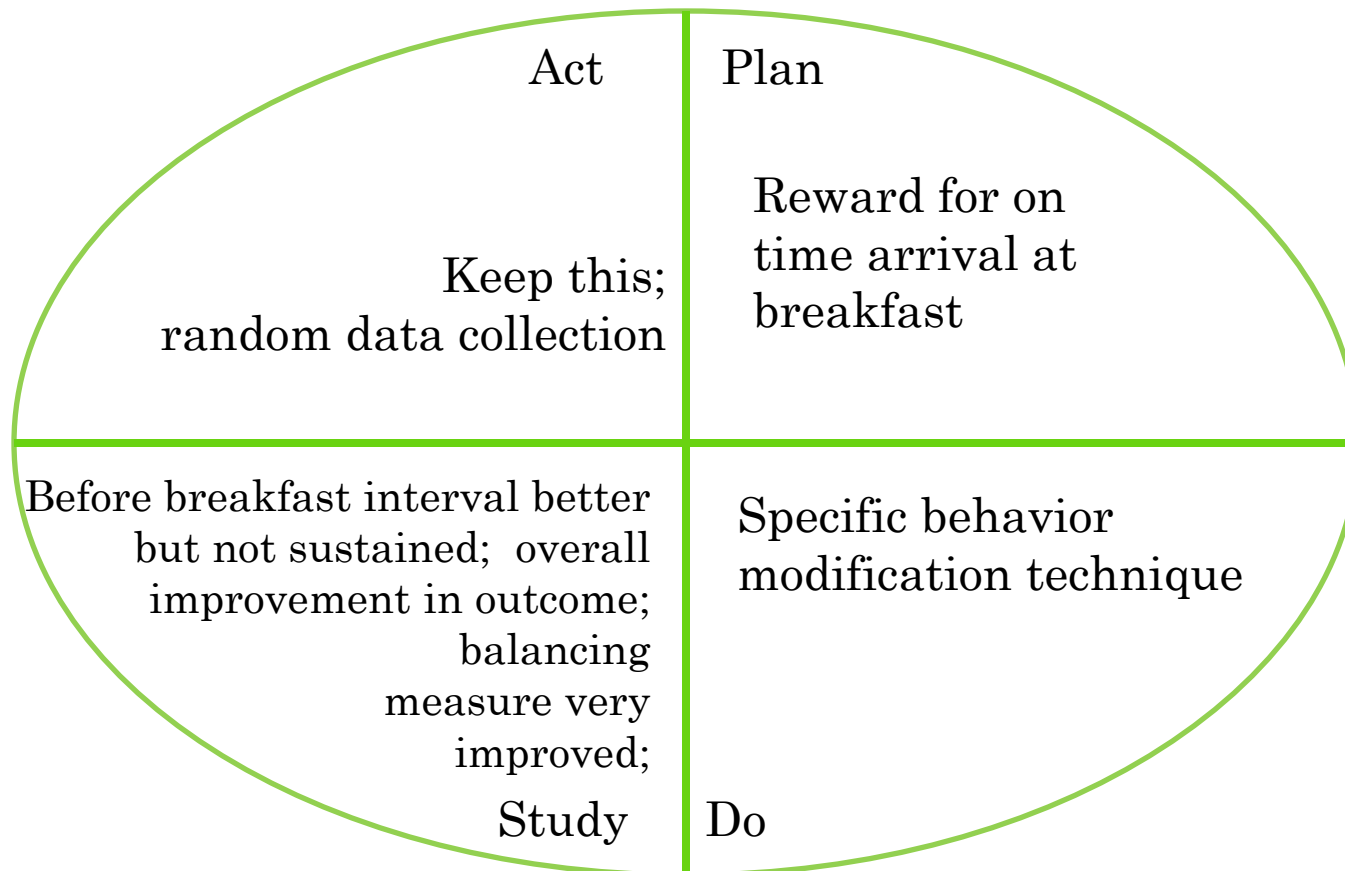 Act
Keep this;
random data collection
Plan
Reward for on
time arrival at
breakfast
Before breakfast interval better
but not sustained;  overall
improvement in outcome;
balancing
measure very
improved;
Study
Specific behavior
modification technique
Do